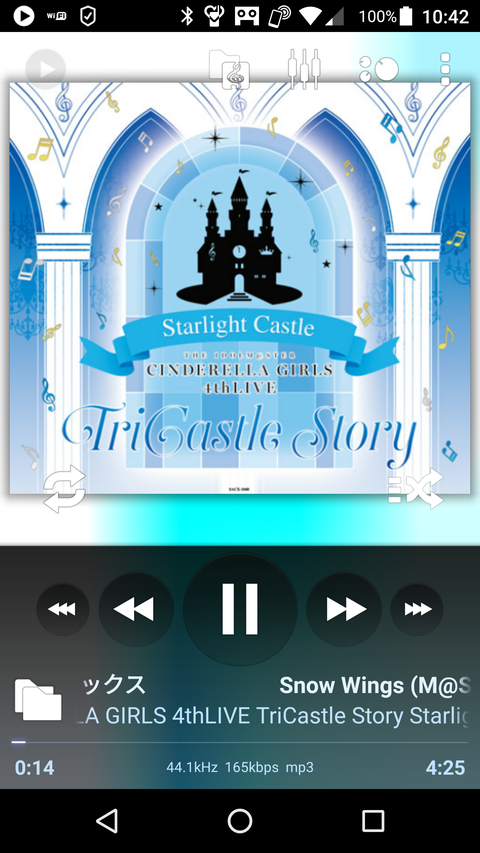 WiFi
100%
10:42
Starlight Castle
THE IDOLM@STER
CINDERELLA GIRLS
4thLIVE
TriCastle Story
ックス Snow Wings (M@S
LA GIRLS 4thLIVE TriCastle Story Starlig
0:14
44.1kHz 165kbps mp3
4:25